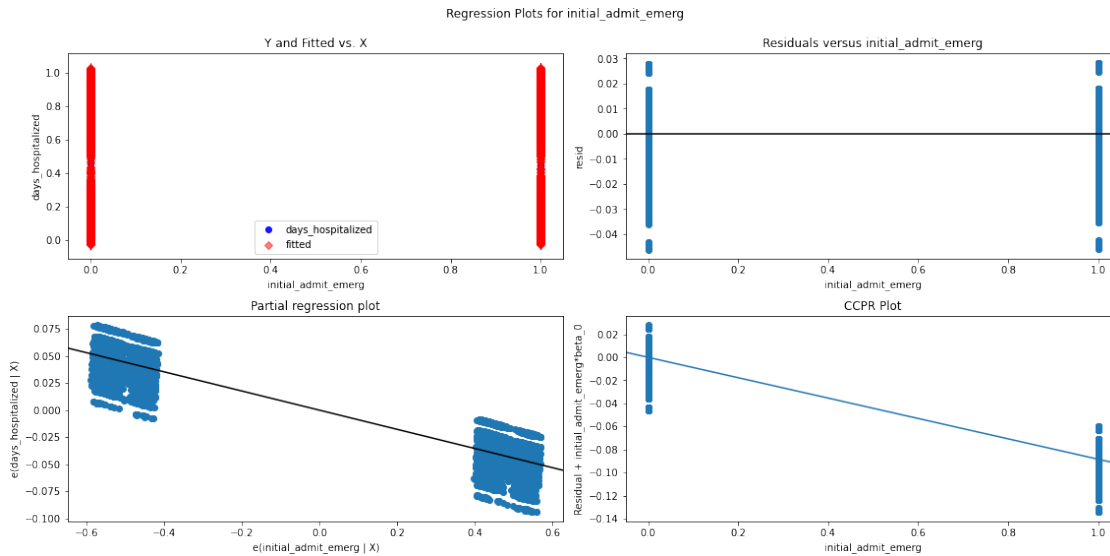 Regression Plots for initial_admit_emerg
Y and Fitted vs. X
days_hospitalized
1.0
0.8
0.6
0.4
0.2
0.0
days_hospitalized
fitted
0.0 0.2 0.4 0.6 0.8 1.0
initial_admit_emerg
Residuals versus initial_admit_emerg
resid
0.03
0.02
0.01
0.00
−0.01
−0.02
−0.03
−0.04
0.0 0.2 0.4 0.6 0.8 1.0
initial_admit_emerg
Partial regression plot
e(days_hospitalized | X)
0.075
0.050
0.025
0.000
−0.025
−0.050
−0.075
−0.100
−0.6 −0.4 −0.2 0.0 0.2 0.4 0.6
e(initial_admit_emerg | X)
CCPR Plot
Residual + initial_admit_emerg*beta_0
0.02
0.00
−0.02
−0.04
−0.06
−0.08
−0.10
−0.12
−0.14
0.0 0.2 0.4 0.6 0.8 1.0
initial_admit_emerg